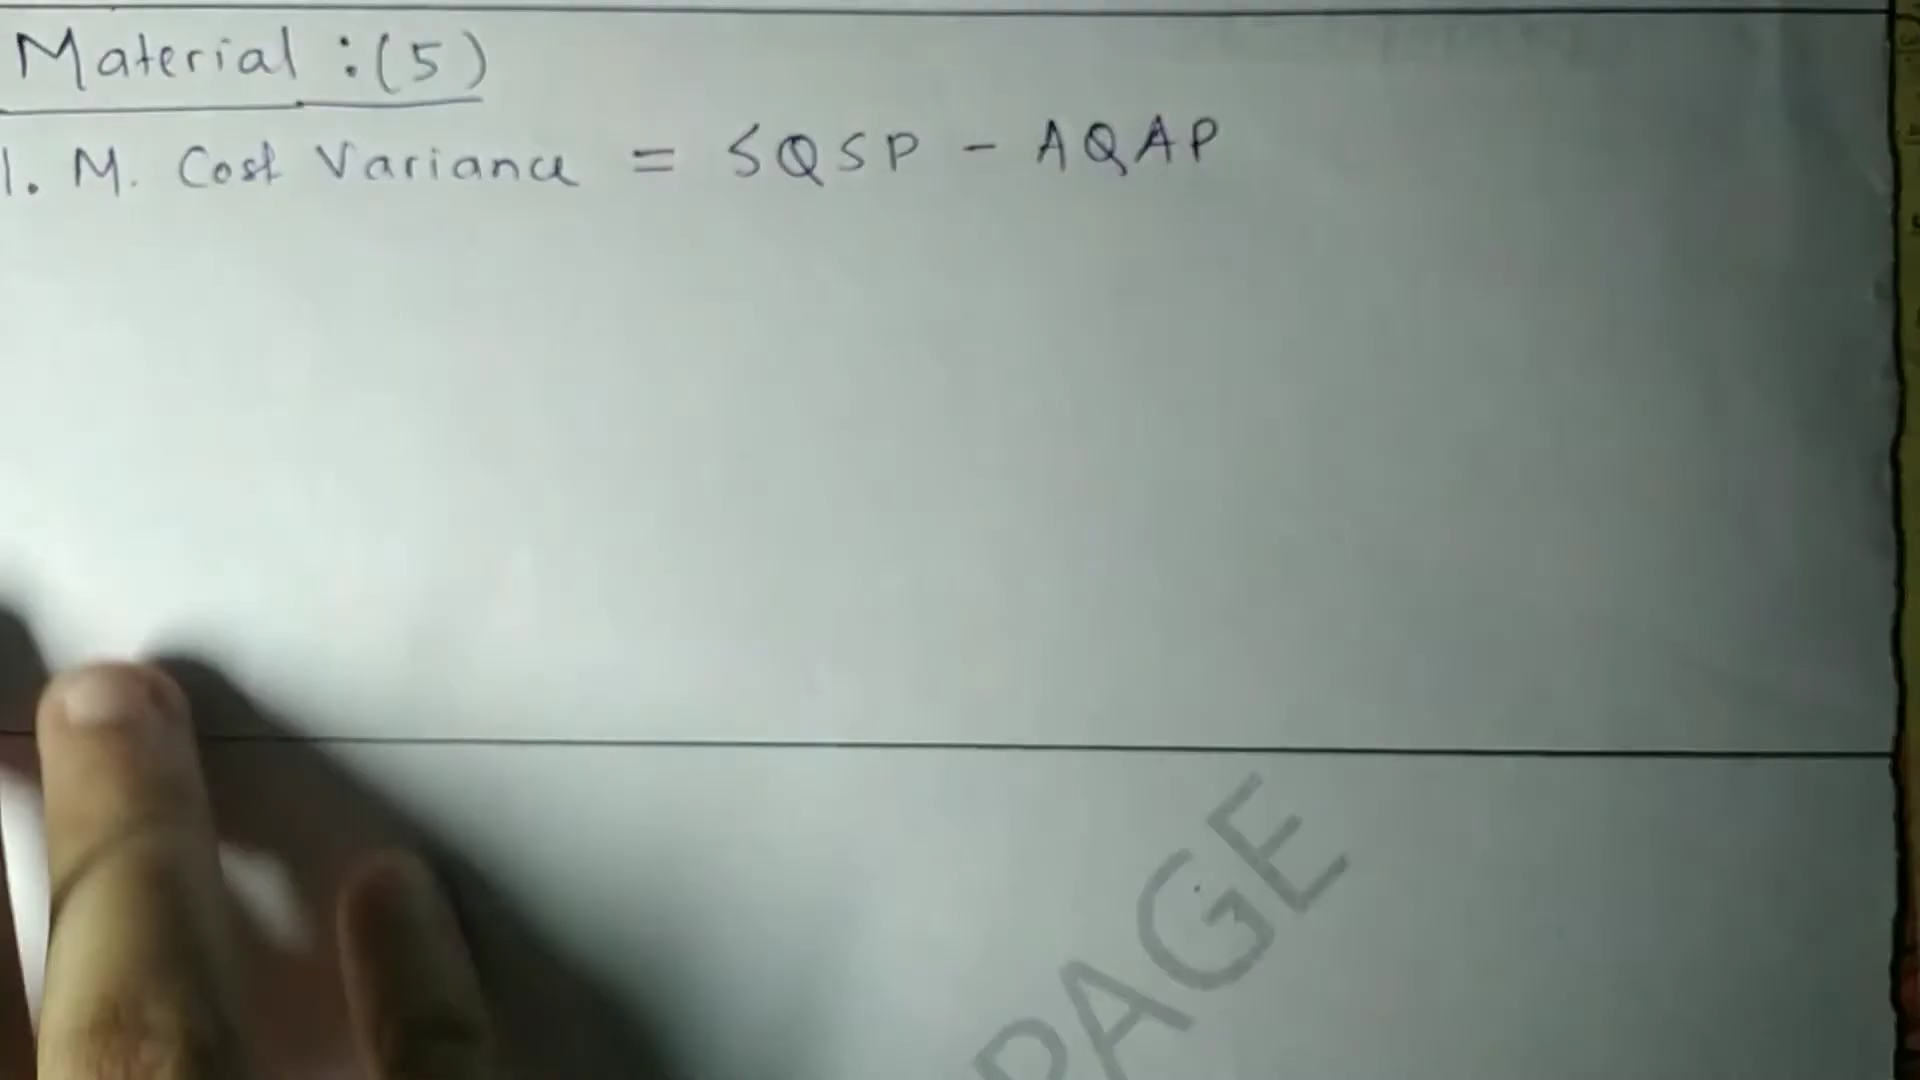 Material : (5)
1. M. Cost Variance = SQSP - AQAP
PAGE